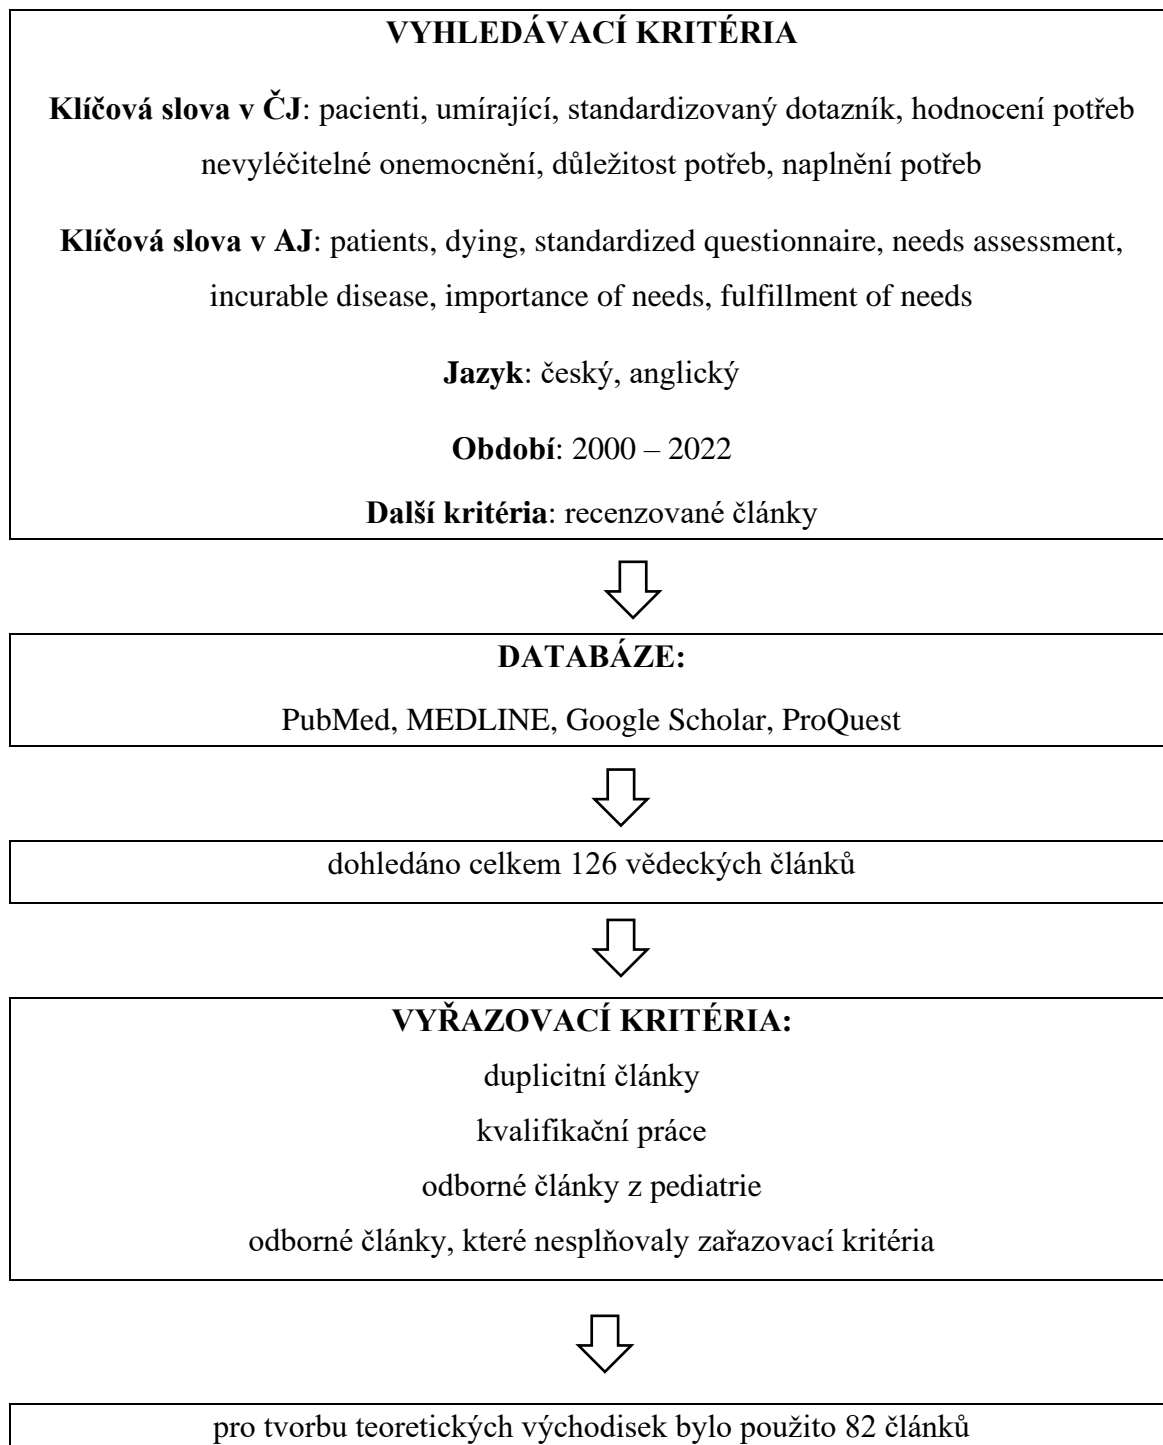 VYHLEDÁVACÍ KRITÉRIA
Klíčová slova v ČJ: pacienti, umírající, standardizovaný dotazník, hodnocení potřeb
nevyléčitelné onemocnění, důležitost potřeb, naplnění potřeb
Klíčová slova v AJ: patients, dying, standardized questionnaire, needs assessment,
incurable disease, importance of needs, fulfillment of needs
Jazyk: český, anglický
Období: 2000 – 2022
Další kritéria: recenzované články
DATABÁZE:
PubMed, MEDLINE, Google Scholar, ProQuest
dohledáno celkem 126 vědeckých článků
VYŘAZOVACÍ KRITÉRIA:
duplicitní články
kvalifikační práce
odborné články z pediatrie
odborné články, které nesplňovaly zařazovací kritéria
pro tvorbu teoretických východisek bylo použito 82 článků